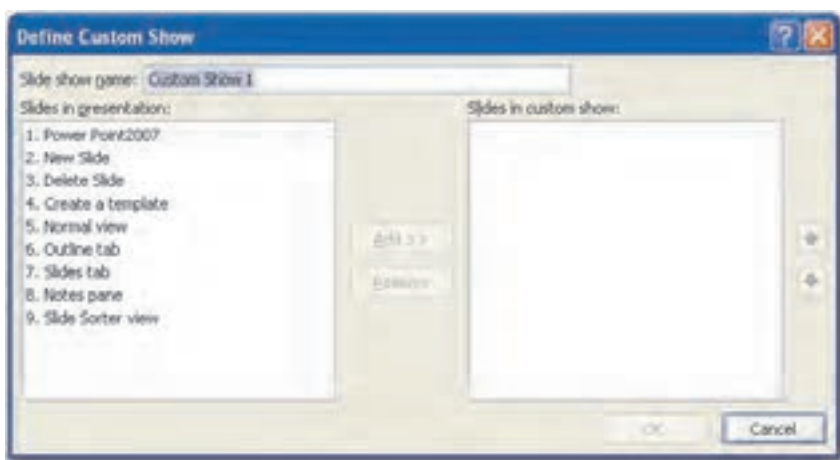 Define Custom Show
Slide show name: Custom Show 1
Slides in presentation:
1. Power Point2007
2. New Slide
3. Delete Slide
4. Create a template
5. Normal view
6. Outline tab
7. Slides tab
8. Notes pane
9. Slide Sorter view
Add >>
Remove
Slides in custom show:
OK
Cancel